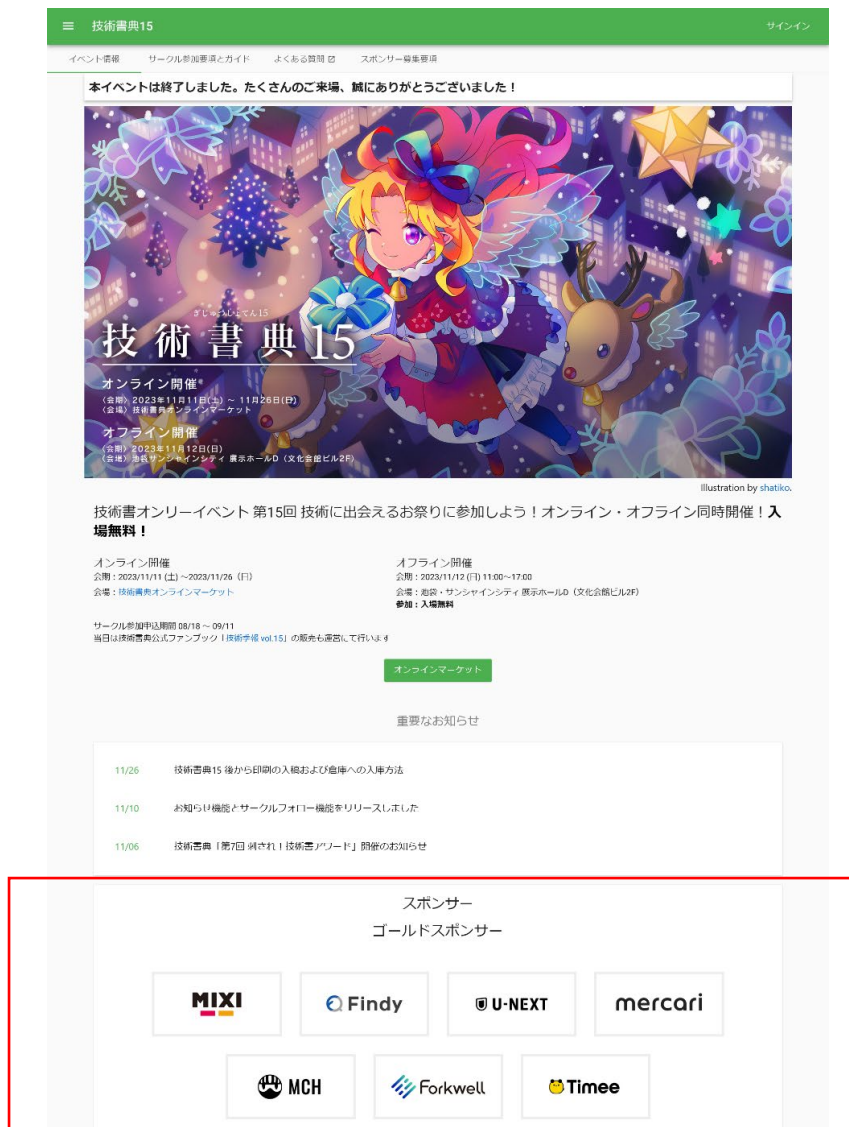 技術書典15
サインイン
イベント情報
サークル参加要項とガイド
よくある質問
スポンサー募集要項
本イベントは終了しました。たくさんのご来場、誠にありがとうございました！
ぎじゅつしょてん15
技術書典15
オンライン開催
〈会期〉2023年11月11日(土) ～ 11月26日(日)
〈会場〉技術書典オンラインマーケット
オフライン開催
〈会期〉2023年11月12日(日)
〈会場〉池袋サンシャインシティ 展示ホールD（文化会館ビル2F）
Illustration by shatiko.
技術書オンリーイベント 第15回 技術に出会えるお祭りに参加しよう！オンライン・オフライン同時開催！入
場無料！
オンライン開催
会期：2023/11/11 (土) ～2023/11/26（日）
会場：技術書典オンラインマーケット
オフライン開催
会期：2023/11/12 (日) 11:00～17:00
会場：池袋・サンシャインシティ 展示ホールD（文化会館ビル2F）
参加：入場無料
サークル参加申込期間 08/18 ～ 09/11
当日は技術書典公式ファンブック「技術季報 vol.15」の販売も運営にて行います
オンラインマーケット
重要なお知らせ
11/26 技術書典15 後から印刷の入稿および倉庫への入庫方法
11/10 お知らせ機能とサークルフォロー機能をリリースしました
11/06 技術書典「第7回 刺され！技術書アワード」開催のお知らせ
スポンサー
ゴールドスポンサー
MIXI
Findy
U-NEXT
mercari
MCH
Forkwell
Timee